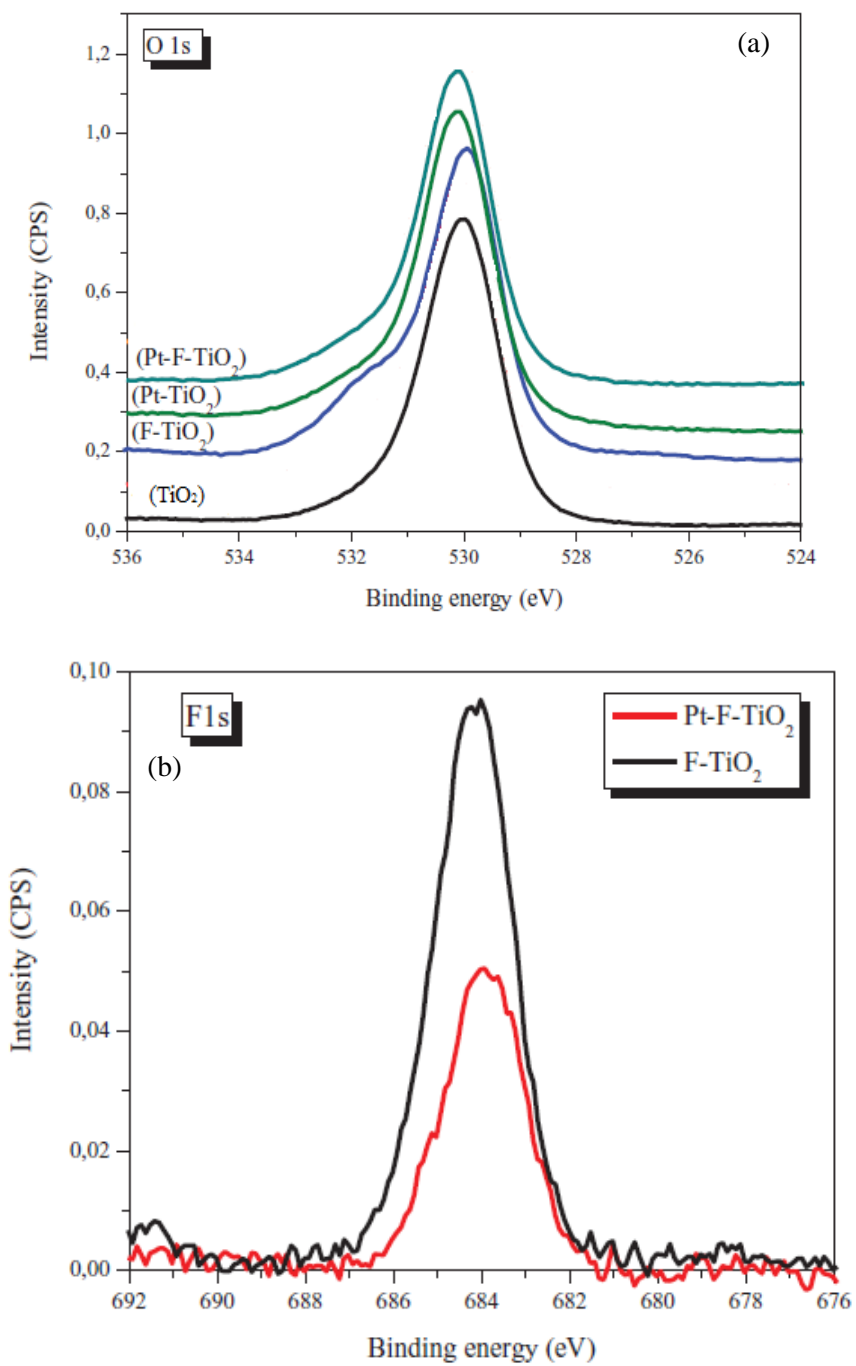 O 1s
(a)
1,2
1,0
0,8
0,6
0,4
0,2
0,0
Intensity (CPS)
(Pt-F-TiO2)
(Pt-TiO2)
(F-TiO2)
(TiO2)
536 534 532 530 528 526 524
Binding energy (eV)
F1s
(b)
Pt-F-TiO2
F-TiO2
0,10
0,08
0,06
0,04
0,02
0,00
Intensity (CPS)
692 690 688 686 684 682 680 678 676
Binding energy (eV)